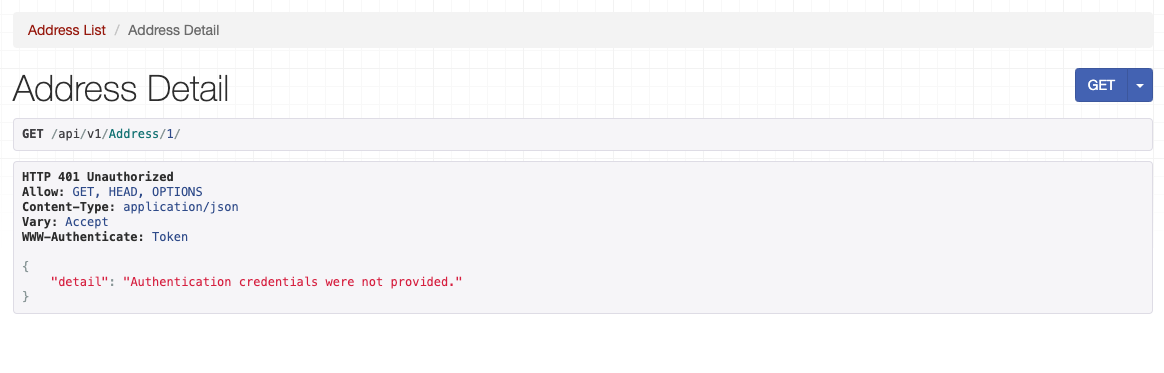 Address List / Address Detail
Address Detail
GET
GET /api/v1/Address/1/
HTTP 401 Unauthorized
Allow: GET, HEAD, OPTIONS
Content-Type: application/json
Vary: Accept
WWW-Authenticate: Token
{
    "detail": "Authentication credentials were not provided."
}